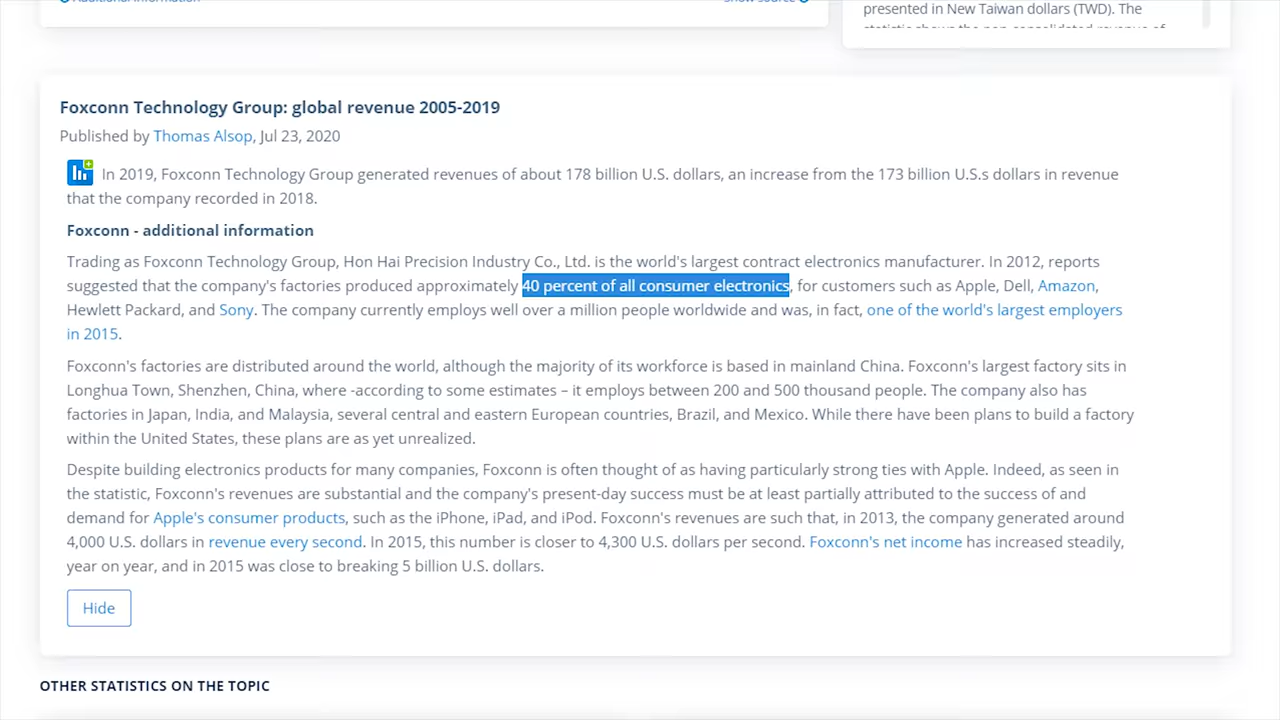 Additional Information
Show source
presented in New Taiwan dollars (TWD). The
statistic shows the non-consolidated revenue of
Foxconn Technology Group: global revenue 2005-2019
Published by Thomas Alsop, Jul 23, 2020
In 2019, Foxconn Technology Group generated revenues of about 178 billion U.S. dollars, an increase from the 173 billion U.S.s dollars in revenue
that the company recorded in 2018.
Foxconn - additional information
Trading as Foxconn Technology Group, Hon Hai Precision Industry Co., Ltd. is the world's largest contract electronics manufacturer. In 2012, reports
suggested that the company's factories produced approximately 40 percent of all consumer electronics, for customers such as Apple, Dell, Amazon,
Hewlett Packard, and Sony. The company currently employs well over a million people worldwide and was, in fact, one of the world's largest employers
in 2015.
Foxconn's factories are distributed around the world, although the majority of its workforce is based in mainland China. Foxconn's largest factory sits in
Longhua Town, Shenzhen, China, where -according to some estimates – it employs between 200 and 500 thousand people. The company also has
factories in Japan, India, and Malaysia, several central and eastern European countries, Brazil, and Mexico. While there have been plans to build a factory
within the United States, these plans are as yet unrealized.
Despite building electronics products for many companies, Foxconn is often thought of as having particularly strong ties with Apple. Indeed, as seen in
the statistic, Foxconn's revenues are substantial and the company's present-day success must be at least partially attributed to the success of and
demand for Apple's consumer products, such as the iPhone, iPad, and iPod. Foxconn's revenues are such that, in 2013, the company generated around
4,000 U.S. dollars in revenue every second. In 2015, this number is closer to 4,300 U.S. dollars per second. Foxconn's net income has increased steadily,
year on year, and in 2015 was close to breaking 5 billion U.S. dollars.
Hide
OTHER STATISTICS ON THE TOPIC